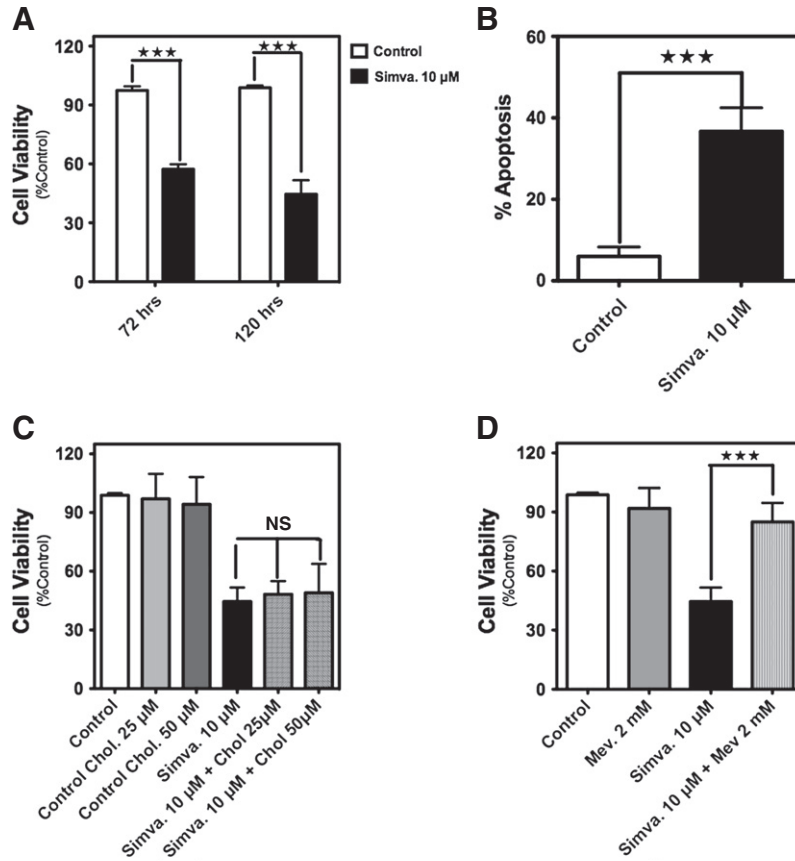 A
Cell Viability
(%Control)
120
90
60
30
0
★★★
★★★
Control
Simva. 10 µM
72 hrs
120 hrs
B
% Apoptosis
60
40
20
0
★★★
Control
Simva. 10 µM
C
Cell Viability
(%Control)
120
90
60
30
0
NS
Control
Control Chol. 25 µM
Control Chol. 50 µM
Simva. 10 µM
Simva. 10 µM + Chol 25µM
Simva. 10 µM + Chol 50µM
D
Cell Viability
(%Control)
120
90
60
30
0
★★★
Control
Mev. 2 mM
Simva. 10 µM
Simva. 10 µM + Mev 2 mM